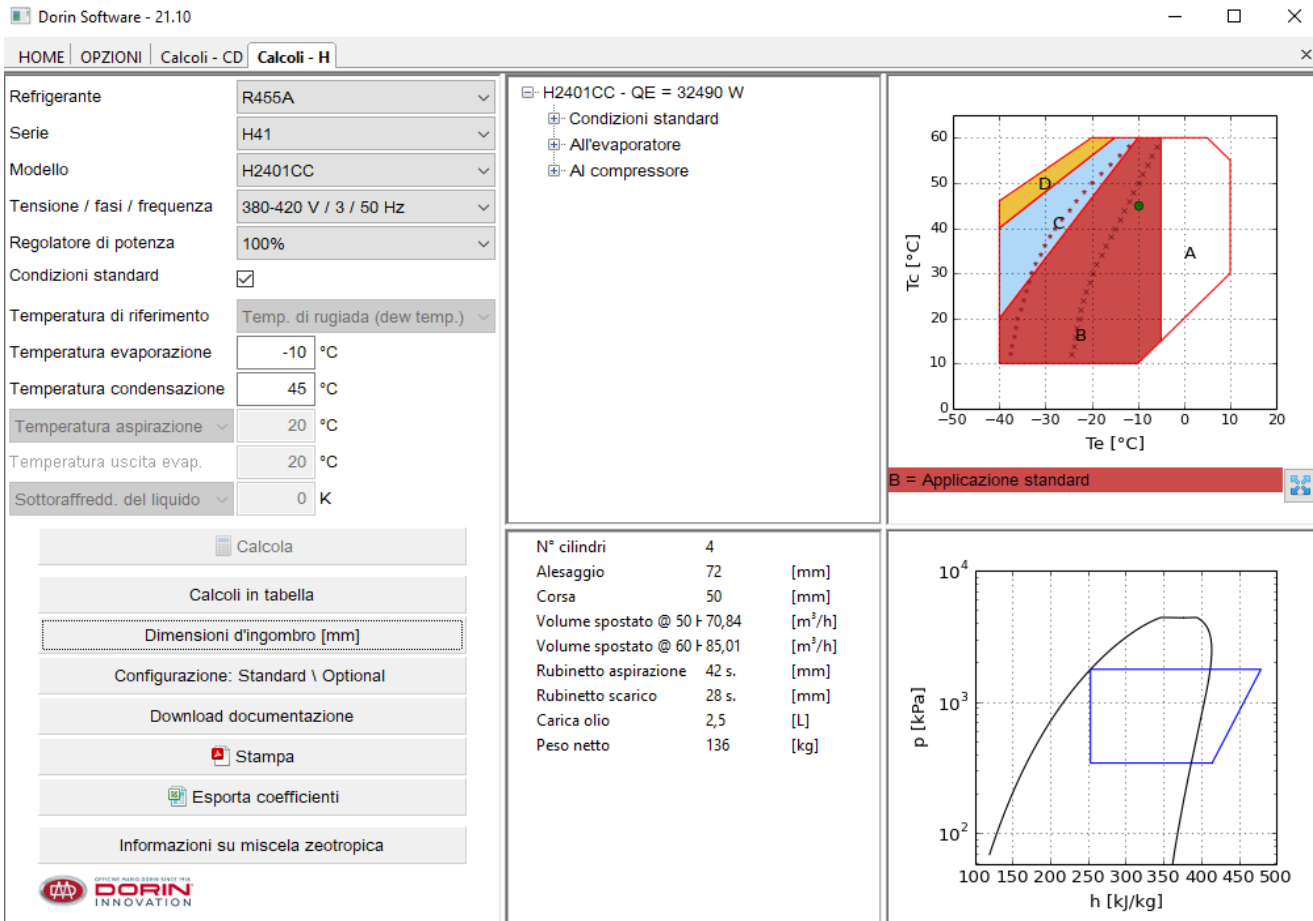 Dorin Software - 21.10
HOME OPZIONI Calcoli - CD Calcoli - H
Refrigerante R455A
Serie H41
Modello H2401CC
Tensione / fasi / frequenza 380-420 V / 3 / 50 Hz
Regolatore di potenza 100%
Condizioni standard
Temperatura di riferimento Temp. di rugiada (dew temp.)
Temperatura evaporazione -10 °C
Temperatura condensazione 45 °C
Temperatura aspirazione 20 °C
Temperatura uscita evap. 20 °C
Sottoraffredd. del liquido 0 K
Calcola
Calcoli in tabella
Dimensioni d'ingombro [mm]
Configurazione: Standard \ Optional
Download documentazione
Stampa
Esporta coefficienti
Informazioni su miscela zeotropica
OFFICINE MARIO DORIN SINCE 1918
DORIN
INNOVATION
H2401CC - QE = 32490 W
Condizioni standard
All'evaporatore
Al compressore
N° cilindri 4
Alesaggio 72 [mm]
Corsa 50 [mm]
Volume spostato @ 50 H 70,84 [m³/h]
Volume spostato @ 60 H 85,01 [m³/h]
Rubinetto aspirazione 42 s. [mm]
Rubinetto scarico 28 s. [mm]
Carica olio 2,5 [L]
Peso netto 136 [kg]
60
50
40
30
20
10
0
Tc [°C]
D
C
A
B
−50 −40 −30 −20 −10 0 10 20
Te [°C]
B = Applicazione standard
10⁴
10³
10²
p [kPa]
100 150 200 250 300 350 400 450 500
h [kJ/kg]